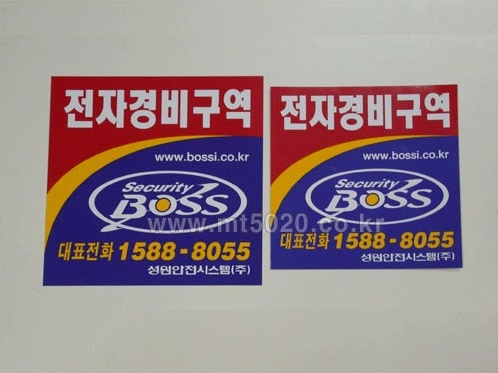 전자경비구역
www.bossi.co.kr
Security
BOSS
대표전화 1588-8055
성원안전시스템(주)
전자경비구역
www.bossi.co.kr
Security
BOSS
대표전화 1588-8055
성원안전시스템(주)
www.mt5020.co.kr